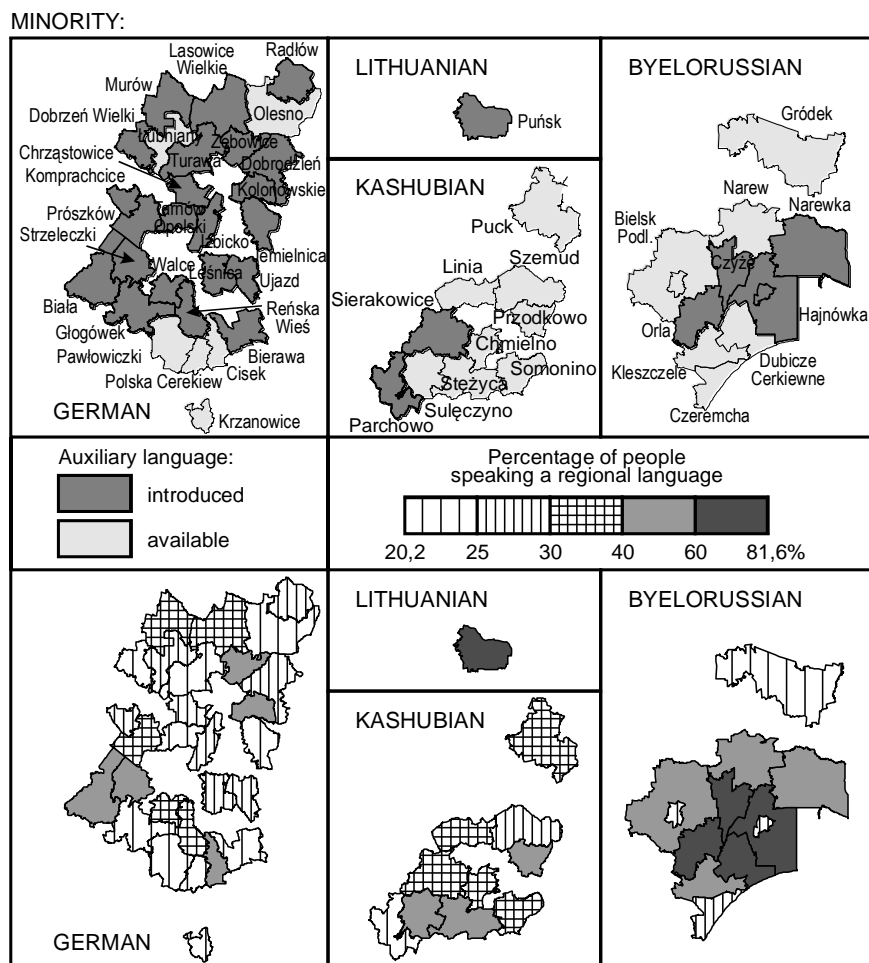 MINORITY:
Lasowice
Wielkie
Radłów
Murów
Olesno
Dobrzeń Wielki
Łubniany
Zębowice
Chrząstowice
Turawa
Dobrodzień
Komprachcice
Kolonowskie
Prószków
Tarnów
Opolski
Strzeleczki
Izbicko
Jemielnica
Walce
Leśnica
Ujazd
Biała
Reńska
Wieś
Głogówek
Pawłowiczki
Bierawa
Cisek
Polska Cerekiew
GERMAN
Krzanowice
LITHUANIAN
Puńsk
KASHUBIAN
Puck
Szemud
Linia
Sierakowice
Przodkowo
Chmielno
Somonino
Stężyca
Sulęczyno
Parchowo
BYELORUSSIAN
Gródek
Narew
Narewka
Bielsk
Podl.
Czyże
Hajnówka
Orla
Dubicze
Cerkiewne
Kleszczele
Czeremcha
Auxiliary language:
introduced
available
Percentage of people
speaking a regional language
20,2 25 30 40 60 81,6%
GERMAN
LITHUANIAN
KASHUBIAN
BYELORUSSIAN